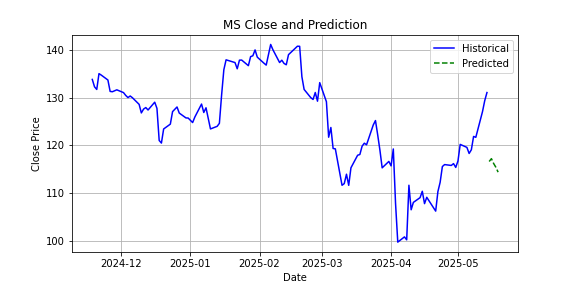 MS Close and Prediction
Historical
Predicted
Close Price
140
130
120
110
100
2024-12 2025-01 2025-02 2025-03 2025-04 2025-05
Date